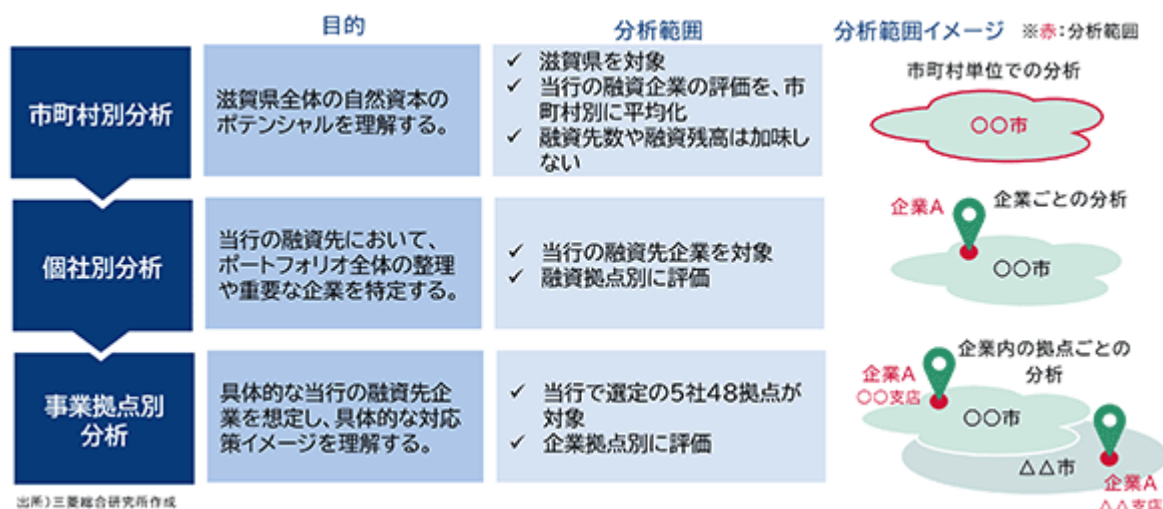 目的
分析範囲
分析範囲イメージ ※赤:分析範囲
市町村別分析
滋賀県全体の自然資本の
ポテンシャルを理解する。
✓ 滋賀県を対象
✓ 当行の融資企業の評価を、市
町村別に平均化
✓ 融資先数や融資残高は加味し
ない
市町村単位での分析
〇〇市
個社別分析
当行の融資先において、
ポートフォリオ全体の整理
や重要な企業を特定する。
✓ 当行の融資先企業を対象
✓ 融資拠点別に評価
企業ごとの分析
企業A
〇〇市
事業拠点別
分析
具体的な当行の融資先企
業を想定し、具体的な対応
策イメージを理解する。
✓ 当行で選定の5社48拠点が
対象
✓ 企業拠点別に評価
企業内の拠点ごとの
分析
企業A
〇〇支店
〇〇市
△△市
企業A
△△支店
出所)三菱総合研究所作成